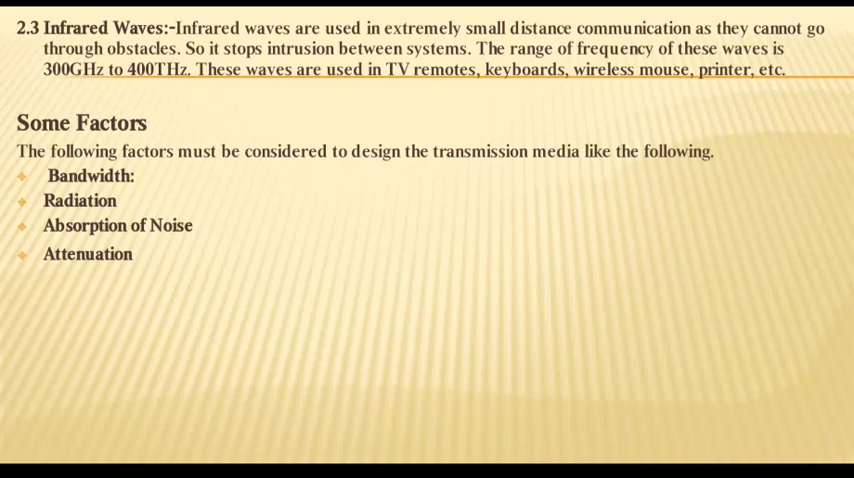 2.3 Infrared Waves:-Infrared waves are used in extremely small distance communication as they cannot go
through obstacles. So it stops intrusion between systems. The range of frequency of these waves is
300GHz to 400THz. These waves are used in TV remotes, keyboards, wireless mouse, printer, etc.
Some Factors
The following factors must be considered to design the transmission media like the following.
Bandwidth:
Radiation
Absorption of Noise
Attenuation